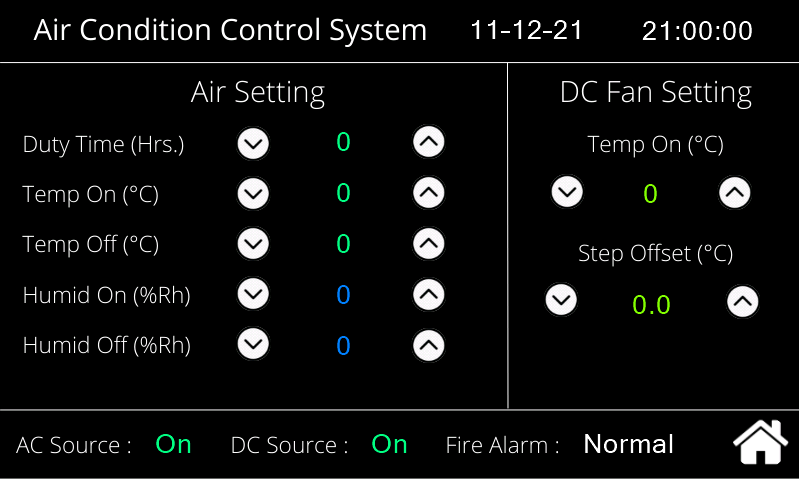 Air Condition Control System 11-12-21 21:00:00
Air Setting
Duty Time (Hrs.) 0
Temp On (°C) 0
Temp Off (°C) 0
Humid On (%Rh) 0
Humid Off (%Rh) 0
DC Fan Setting
Temp On (°C)
0
Step Offset (°C)
0.0
AC Source : On DC Source : On Fire Alarm : Normal